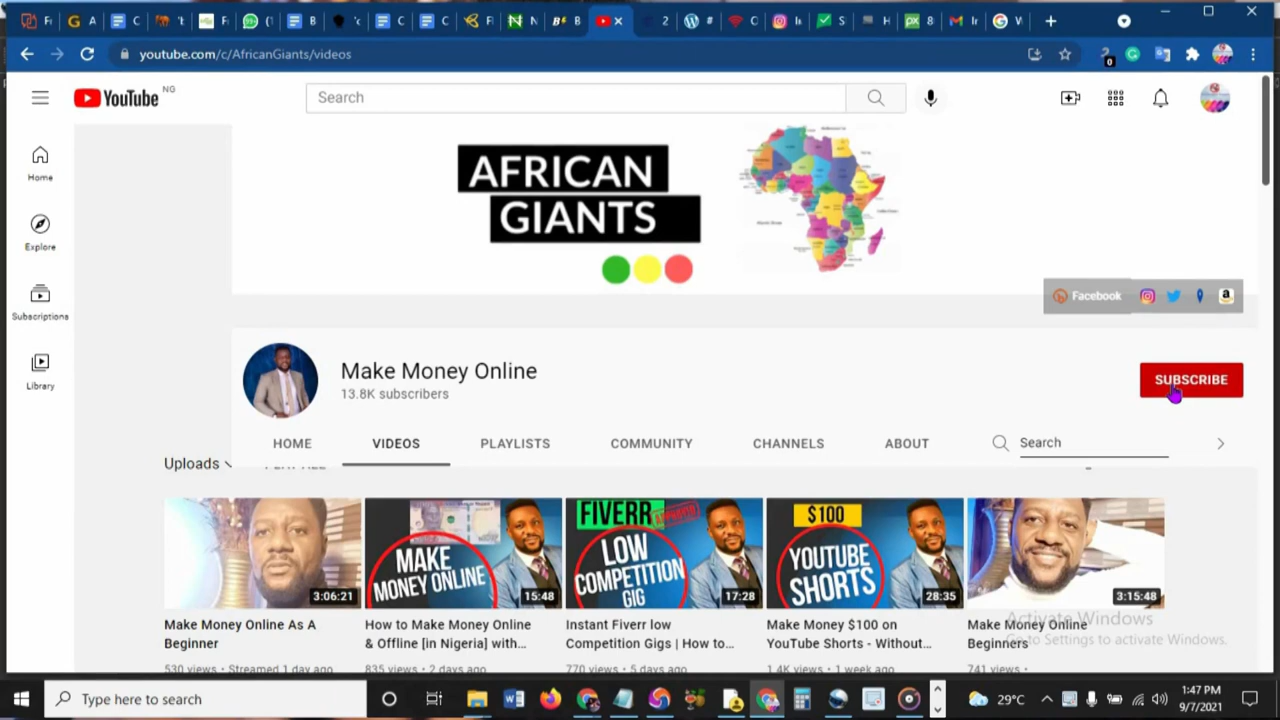 youtube.com/c/AfricanGiants/videos
YouTube NG
Search
Home
Explore
Subscriptions
Library
AFRICAN
GIANTS
Facebook
Make Money Online
13.8K subscribers
SUBSCRIBE
HOME VIDEOS PLAYLISTS COMMUNITY CHANNELS ABOUT Search
Uploads
MAKE
MONEY ONLINE
15:48
FIVERR APPROVED
LOW
COMPETITION
GIG
17:28
$100
YOUTUBE
SHORTS
28:35
3:06:21
3:15:48
Make Money Online As A
Beginner
530 views • Streamed 1 day ago
How to Make Money Online
& Offline [in Nigeria] with...
835 views • 2 days ago
Instant Fiverr low
Competition Gigs | How to...
770 views • 5 days ago
Make Money $100 on
YouTube Shorts - Without...
1.4K views • 1 week ago
Make Money Online
Beginners
741 views •
Activate Windows
Go to Settings to activate Windows.
Type here to search
29°C
1:47 PM
9/7/2021